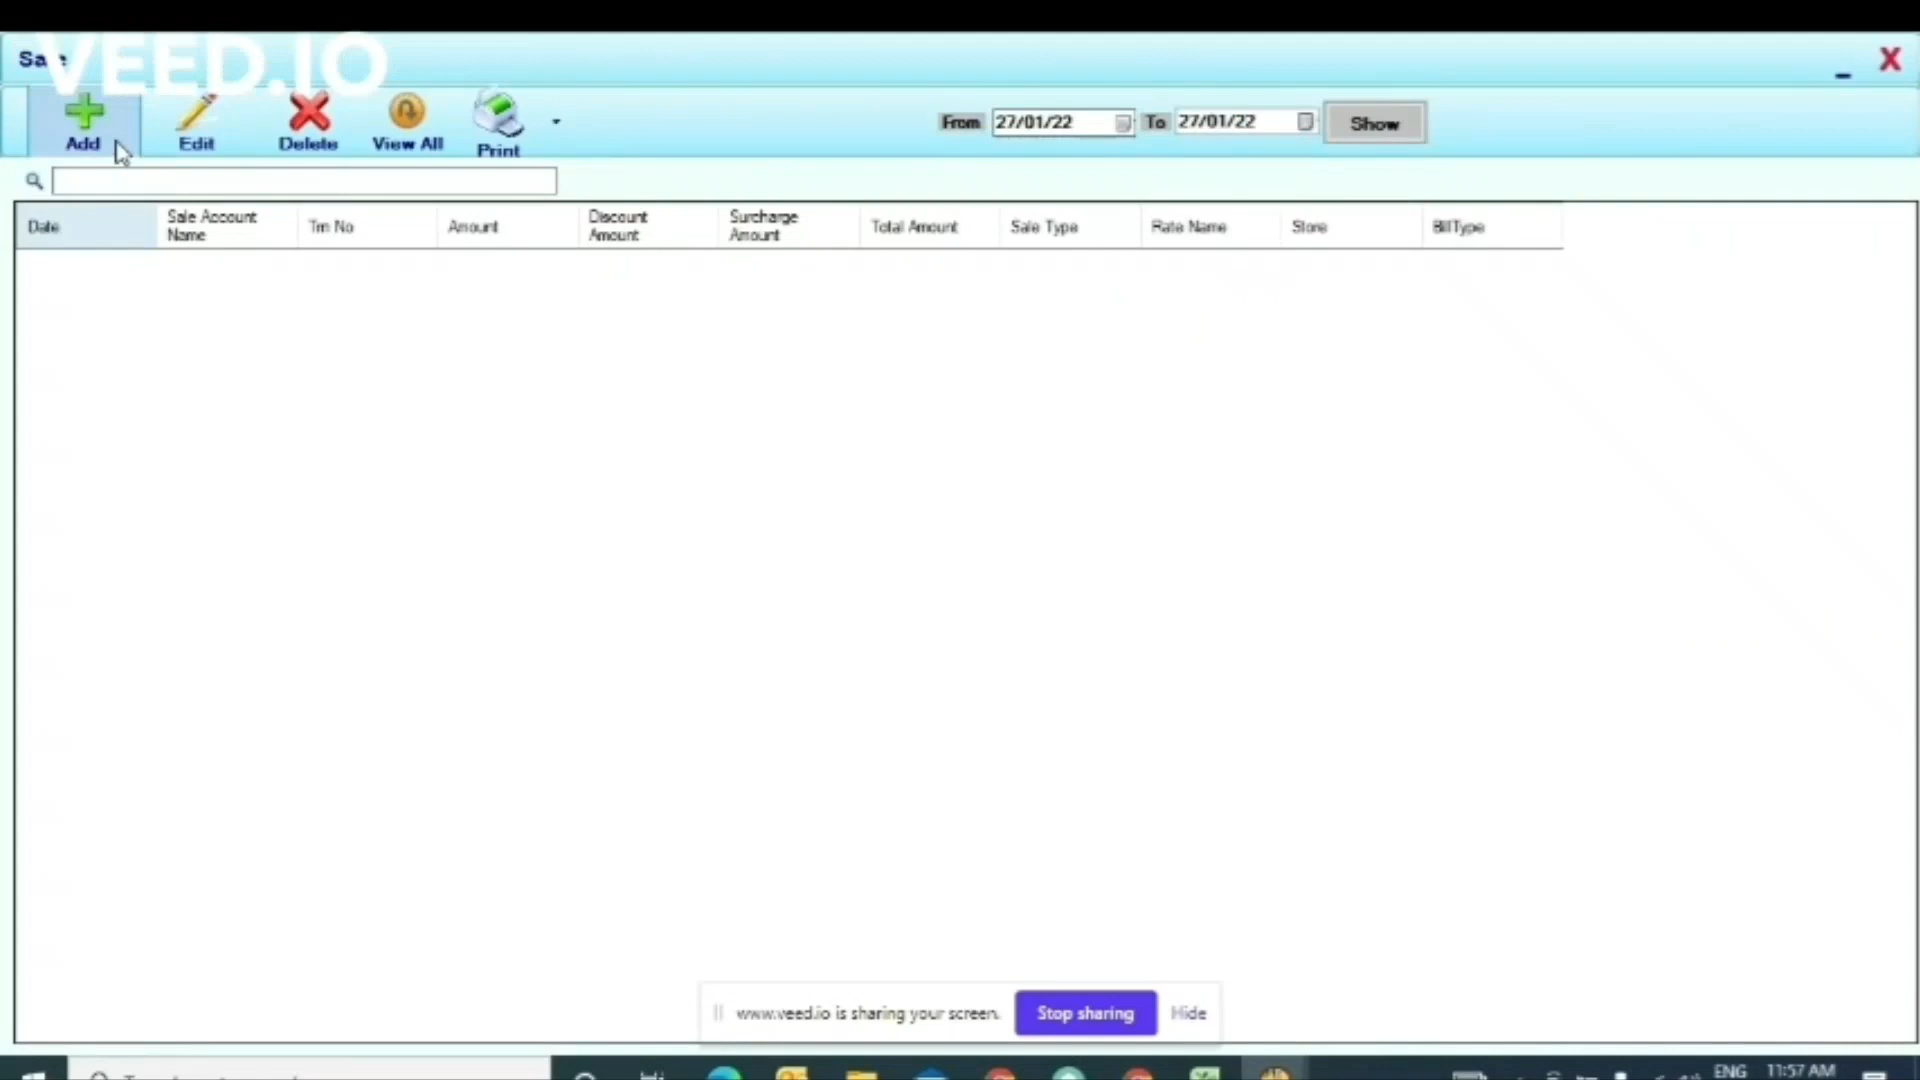 VEED.IO
Add
Edit
Delete
View All
Print
From 27/01/22 To 27/01/22 Show
Date
Sale Account
Name
Trn No
Amount
Discount
Amount
Surcharge
Amount
Total Amount
Sale Type
Rate Name
Store
BillType
www.veed.io is sharing your screen. Stop sharing Hide
ENG 11:57 AM